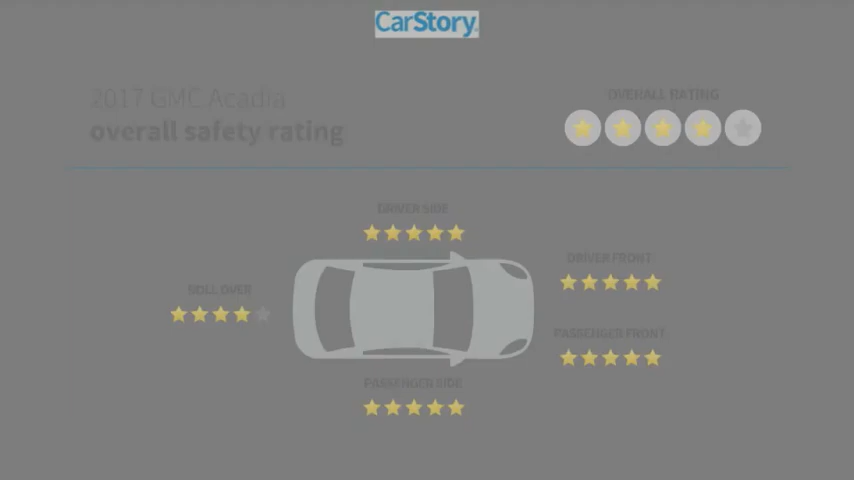 CarStory
2017 GMC Acadia
overall safety rating
OVERALL RATING
DRIVER SIDE
DRIVER FRONT
ROLL OVER
PASSENGER FRONT
PASSENGER SIDE